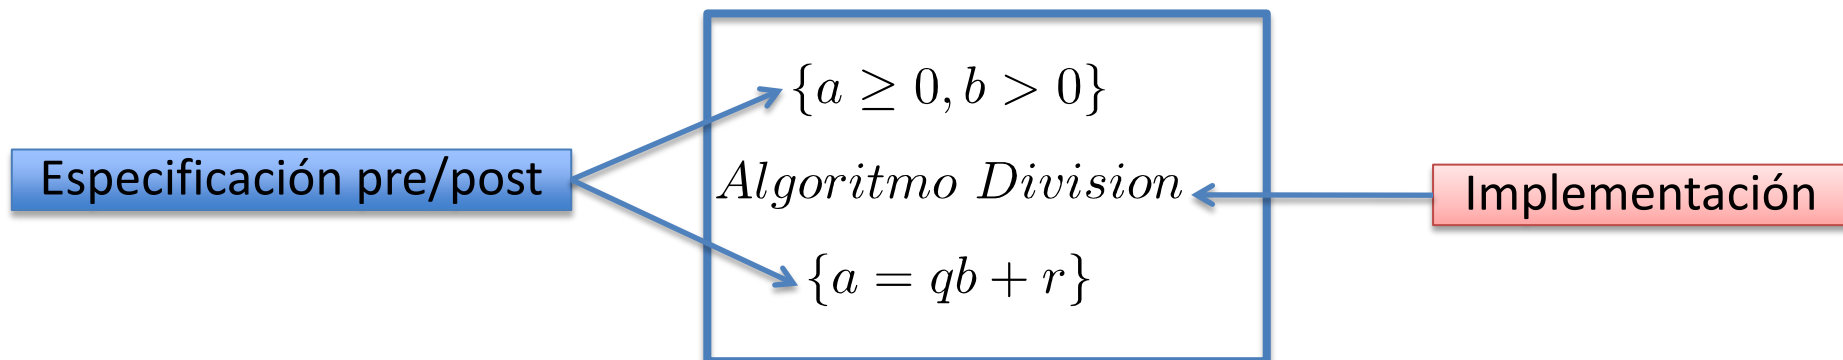 {a ≥ 0, b > 0}
Especificación pre/post
Algoritmo Division
Implementación
{a = qb + r}